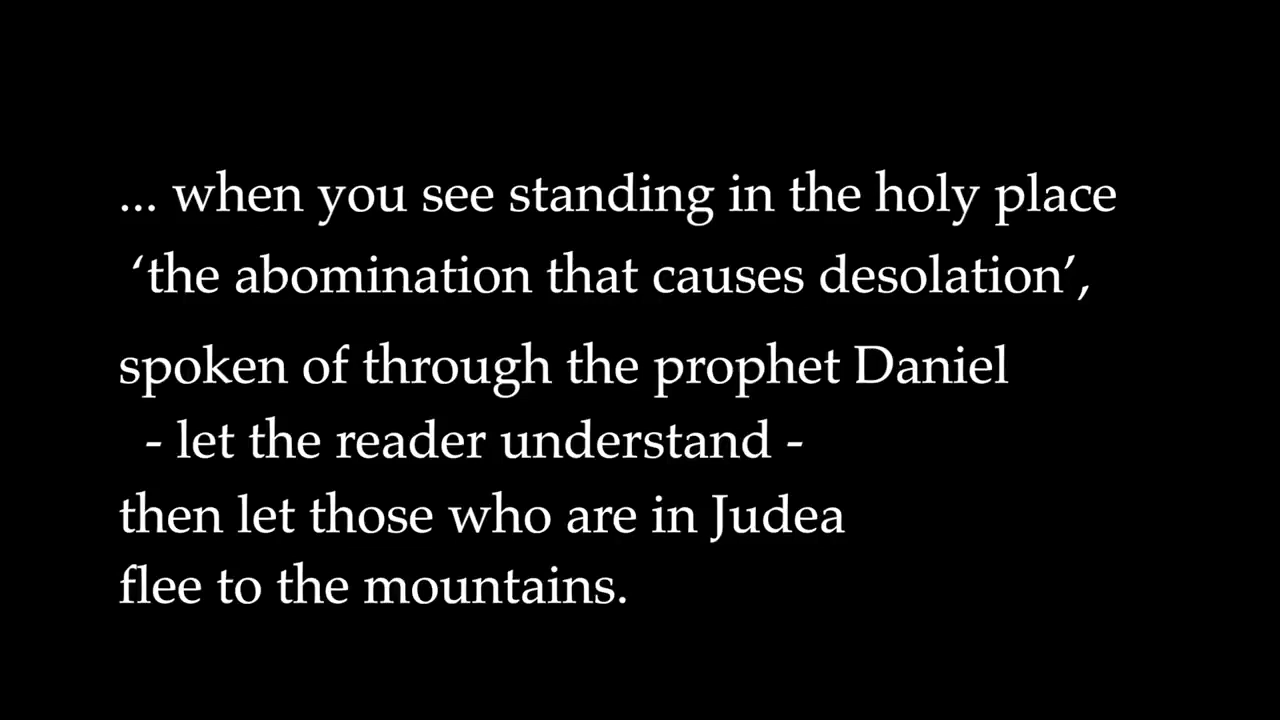 ... when you see standing in the holy place
‘the abomination that causes desolation’,
spoken of through the prophet Daniel
- let the reader understand -
then let those who are in Judea
flee to the mountains.